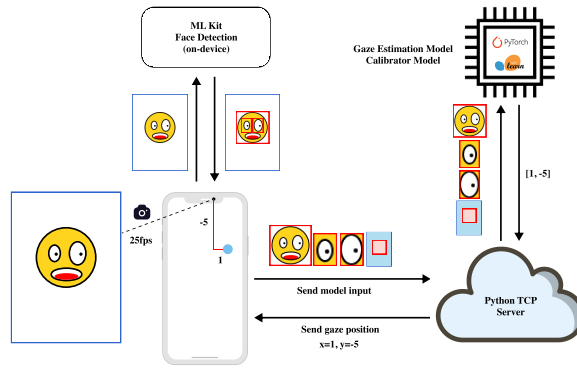 ML Kit
Face Detection
(on-device)
Gaze Estimation Model
Calibrator Model
PyTorch
learn
[1, -5]
25fps
-5
1
Send model input
Send gaze position
x=1, y=-5
Python TCP
Server